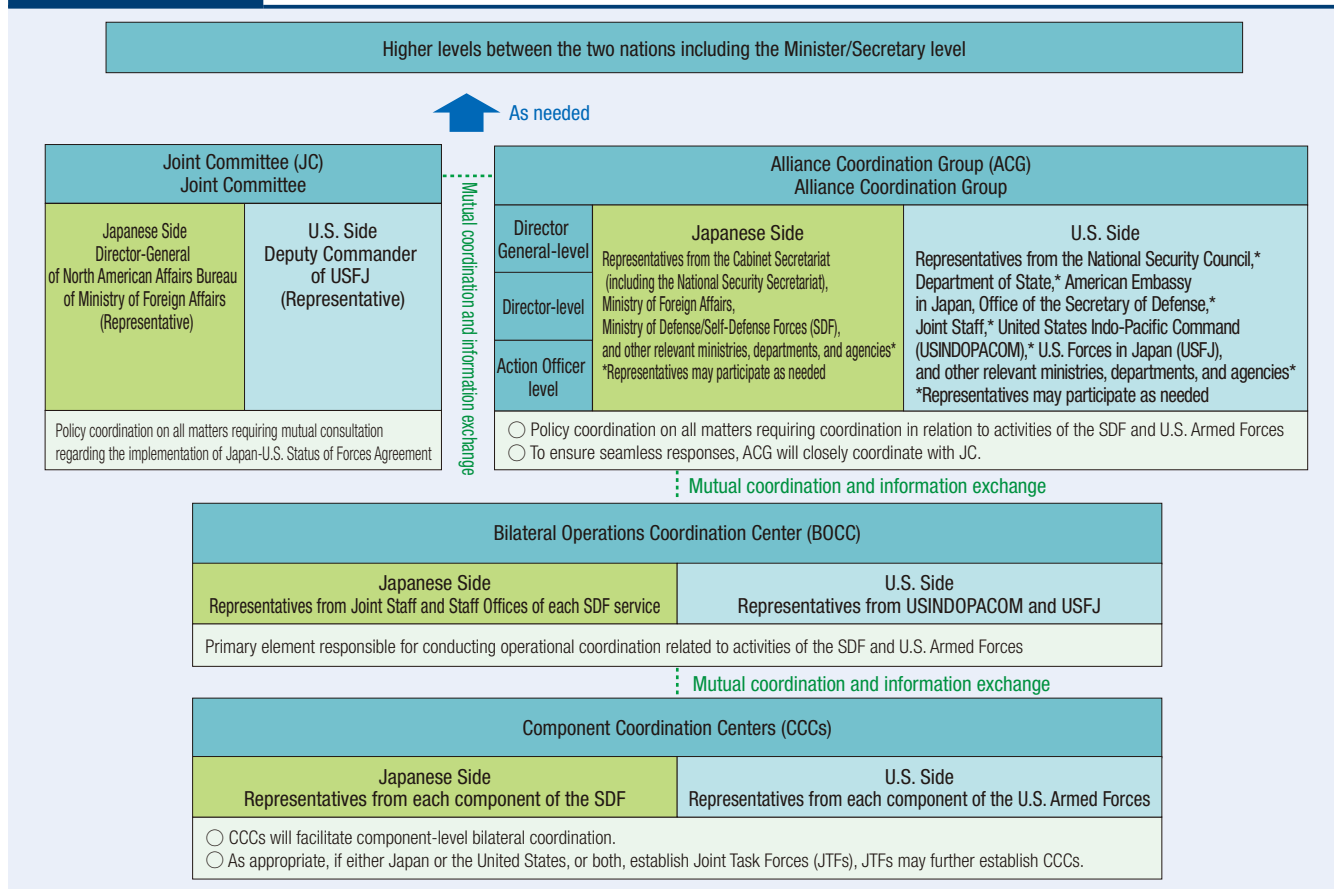 Higher levels between the two nations including the Minister/Secretary level
As needed
Joint Committee (JC)
Joint Committee
Japanese Side
Director-General
of North American Affairs Bureau
of Ministry of Foreign Affairs
(Representative)
U.S. Side
Deputy Commander
of USFJ
(Representative)
Policy coordination on all matters requiring mutual consultation
regarding the implementation of Japan-U.S. Status of Forces Agreement
Mutual coordination and information exchange
Alliance Coordination Group (ACG)
Alliance Coordination Group
Director
General-level
Director-level
Action Officer
level
Japanese Side
Representatives from the Cabinet Secretariat
(including the National Security Secretariat),
Ministry of Foreign Affairs,
Ministry of Defense/Self-Defense Forces (SDF),
and other relevant ministries, departments, and agencies*
*Representatives may participate as needed
U.S. Side
Representatives from the National Security Council,*
Department of State,* American Embassy
in Japan, Office of the Secretary of Defense,*
Joint Staff,* United States Indo-Pacific Command
(USINDOPACOM),* U.S. Forces in Japan (USFJ),
and other relevant ministries, departments, and agencies*
*Representatives may participate as needed
○ Policy coordination on all matters requiring coordination in relation to activities of the SDF and U.S. Armed Forces
○ To ensure seamless responses, ACG will closely coordinate with JC.
Mutual coordination and information exchange
Bilateral Operations Coordination Center (BOCC)
Japanese Side
Representatives from Joint Staff and Staff Offices of each SDF service
U.S. Side
Representatives from USINDOPACOM and USFJ
Primary element responsible for conducting operational coordination related to activities of the SDF and U.S. Armed Forces
Mutual coordination and information exchange
Component Coordination Centers (CCCs)
Japanese Side
Representatives from each component of the SDF
U.S. Side
Representatives from each component of the U.S. Armed Forces
○ CCCs will facilitate component-level bilateral coordination.
○ As appropriate, if either Japan or the United States, or both, establish Joint Task Forces (JTFs), JTFs may further establish CCCs.